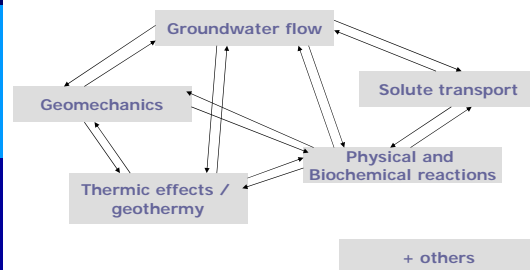 Groundwater flow
Solute transport
Geomechanics
Physical and
Biochemical reactions
Thermic effects /
geothermy
+ others